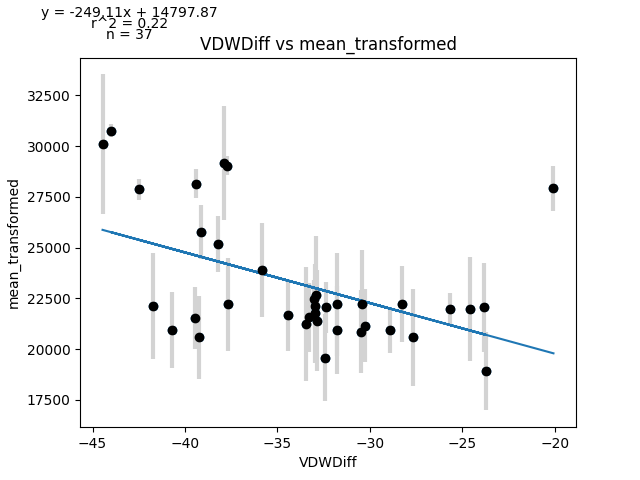 y = -249.11x + 14797.87
r^2 = 0.22
n = 37
VDWDiff vs mean_transformed
32500
30000
27500
25000
22500
20000
17500
mean_transformed
−45
−40
−35
−30
−25
−20
VDWDiff